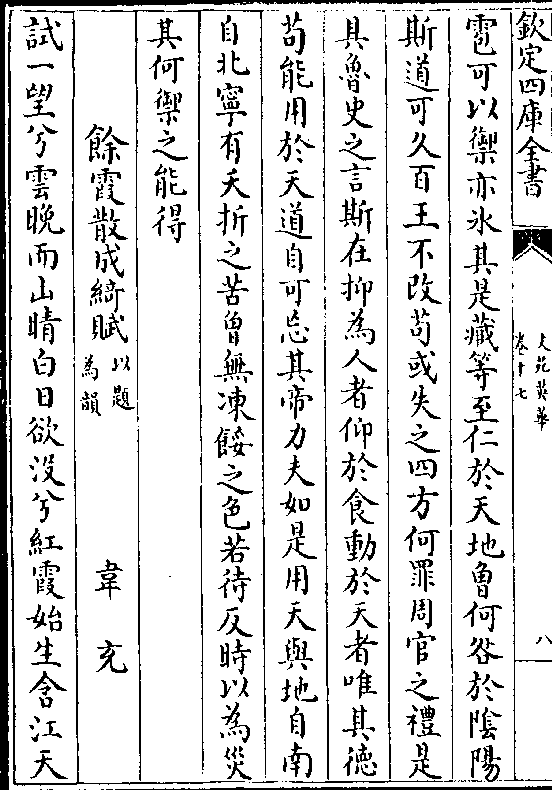 欽定四庫全書
文苑英華
卷十七
八
雹可以禦亦氷其是藏等至仁於天地曾何咎於陰陽
斯道可久百王不改苟或失之四方何罪周官之禮是
具魯史之言斯在抑為人者仰於食動於天者唯其徳
苟能用於天道自可忘其帝力夫如是用天與地自南
自北寧有夭折之苦曾無凍餒之色若待反時以為災
其何禦之能得
餘霞散成綺賦
以題
為韻
韋充
試一望兮雲晚而山晴白日欲没兮紅霞始生含江天